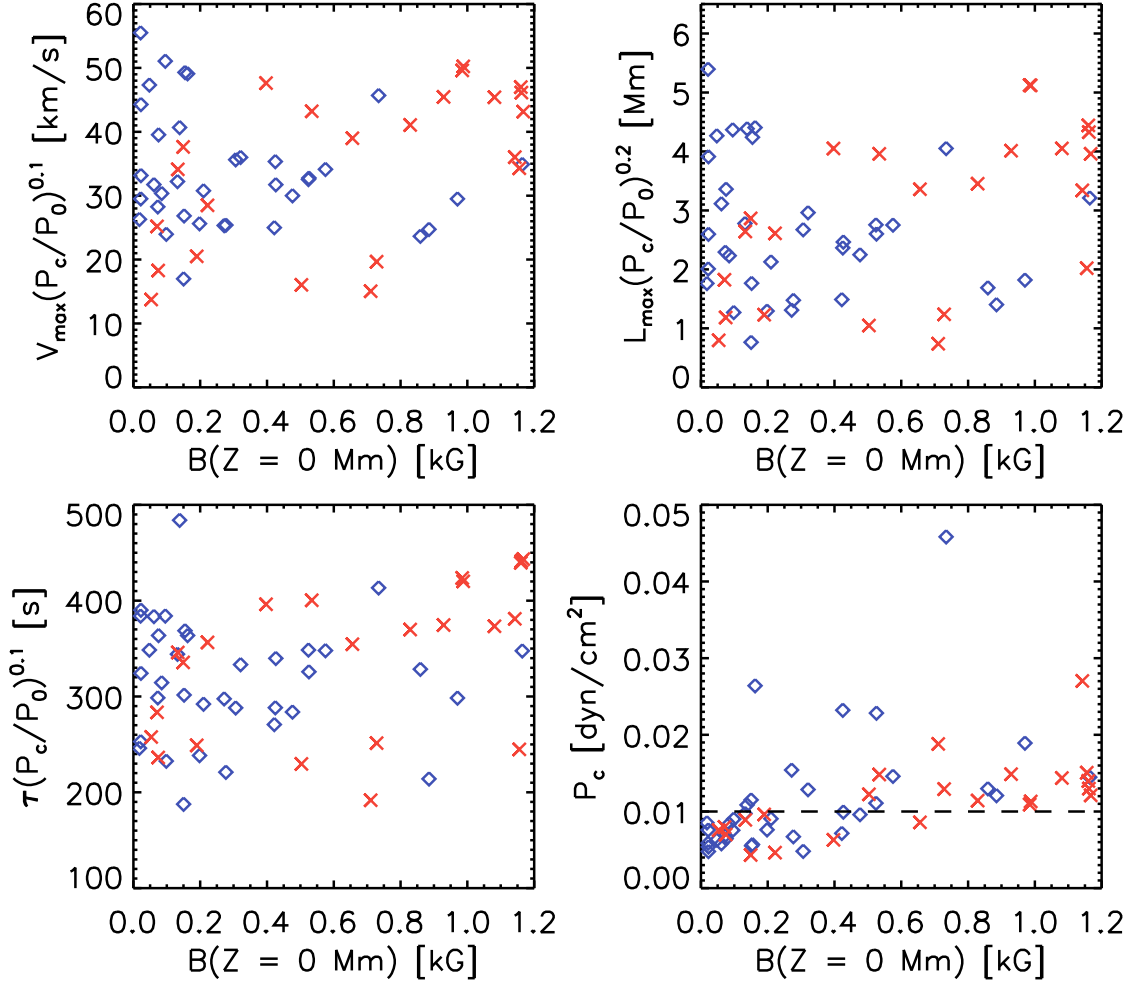 60
50
40
30
20
10
0
V_max(P_c/P_0)^0.1 [km/s]
0.0 0.2 0.4 0.6 0.8 1.0 1.2
B(Z = 0 Mm) [kG]
6
5
4
3
2
1
0
L_max(P_c/P_0)^0.2 [Mm]
0.0 0.2 0.4 0.6 0.8 1.0 1.2
B(Z = 0 Mm) [kG]
500
400
300
200
100
τ(P_c/P_0)^0.1 [s]
0.0 0.2 0.4 0.6 0.8 1.0 1.2
B(Z = 0 Mm) [kG]
0.05
0.04
0.03
0.02
0.01
0.00
P_c [dyn/cm²]
0.0 0.2 0.4 0.6 0.8 1.0 1.2
B(Z = 0 Mm) [kG]